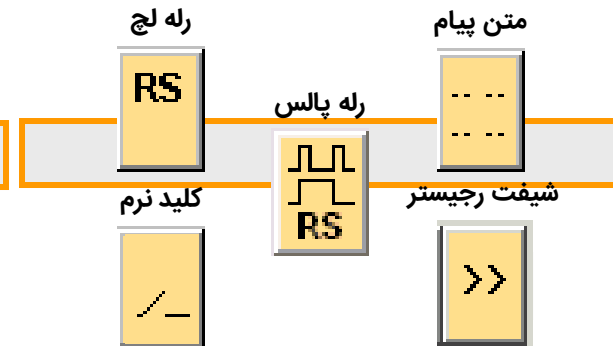 رله لچ
متن پیام
RS
-- --
-- --
رله پالس
RS
کلید نرم
شیفت رجیستر
>>